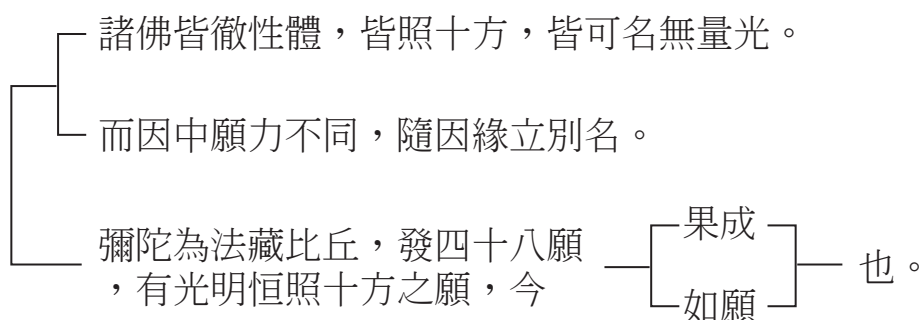 諸佛皆徹性體，皆照十方，皆可名無量光。
而因中願力不同，隨因緣立別名。
彌陀為法藏比丘，發四十八願
，有光明恒照十方之願，今
果成
如願
也。